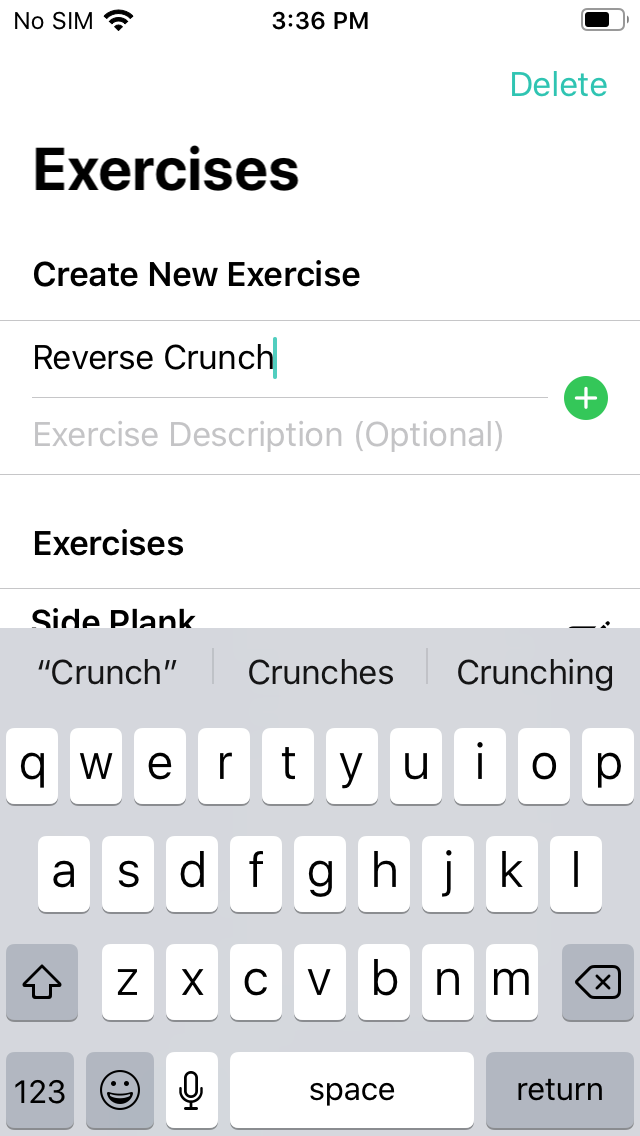 No SIM 3:36 PM
Delete
Exercises
Create New Exercise
Reverse Crunch
Exercise Description (Optional)
Exercises
Side Plank
“Crunch” Crunches Crunching
q w e r t y u i o p
a s d f g h j k l
z x c v b n m
123 space return